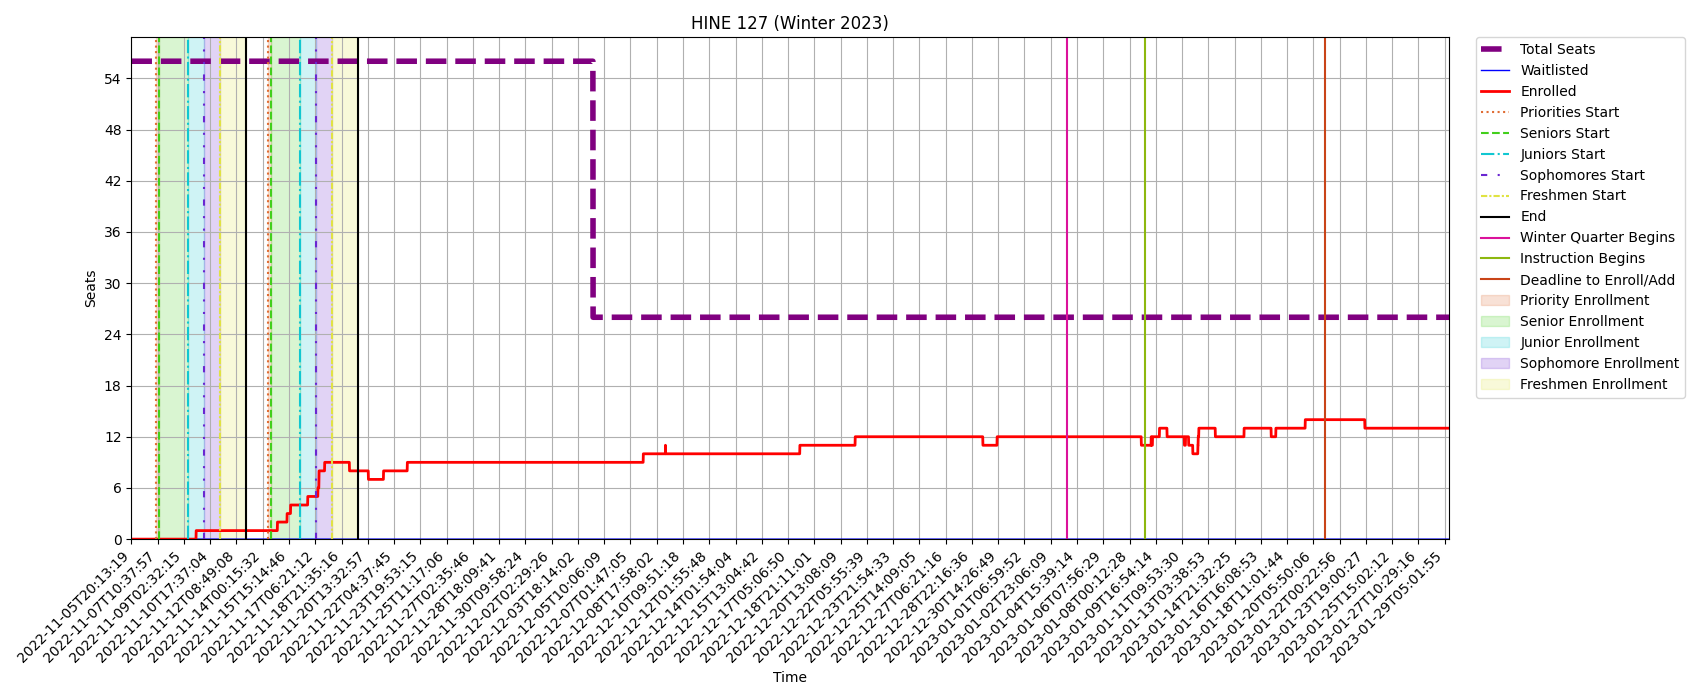 HINE 127 (Winter 2023)
Seats
54
48
42
36
30
24
18
12
6
0
2022-11-05T20:13:19
2022-11-07T10:37:57
2022-11-09T02:32:15
2022-11-10T17:37:04
2022-11-12T08:49:08
2022-11-14T00:15:32
2022-11-15T15:14:46
2022-11-17T06:21:12
2022-11-18T21:35:16
2022-11-20T13:32:57
2022-11-22T04:37:45
2022-11-23T19:53:15
2022-11-25T11:17:06
2022-11-27T02:35:46
2022-11-28T18:09:41
2022-11-30T09:58:24
2022-12-02T02:29:26
2022-12-03T18:14:02
2022-12-05T10:06:09
2022-12-07T01:47:05
2022-12-08T17:58:02
2022-12-10T09:51:18
2022-12-12T01:55:48
2022-12-14T01:54:04
2022-12-15T13:04:42
2022-12-17T05:06:50
2022-12-18T21:11:01
2022-12-20T13:08:09
2022-12-22T05:55:39
2022-12-23T21:54:33
2022-12-25T14:09:05
2022-12-27T06:21:16
2022-12-28T22:16:36
2022-12-30T14:26:49
2023-01-01T06:59:52
2023-01-02T23:06:09
2023-01-04T15:39:14
2023-01-06T07:56:29
2023-01-08T00:12:28
2023-01-09T16:54:14
2023-01-11T09:53:30
2023-01-13T03:38:53
2023-01-14T21:32:25
2023-01-16T16:08:53
2023-01-18T11:01:44
2023-01-20T05:50:06
2023-01-22T00:22:56
2023-01-23T19:00:27
2023-01-25T15:02:12
2023-01-27T10:29:16
2023-01-29T05:01:55
Time
Total Seats
Waitlisted
Enrolled
Priorities Start
Seniors Start
Juniors Start
Sophomores Start
Freshmen Start
End
Winter Quarter Begins
Instruction Begins
Deadline to Enroll/Add
Priority Enrollment
Senior Enrollment
Junior Enrollment
Sophomore Enrollment
Freshmen Enrollment